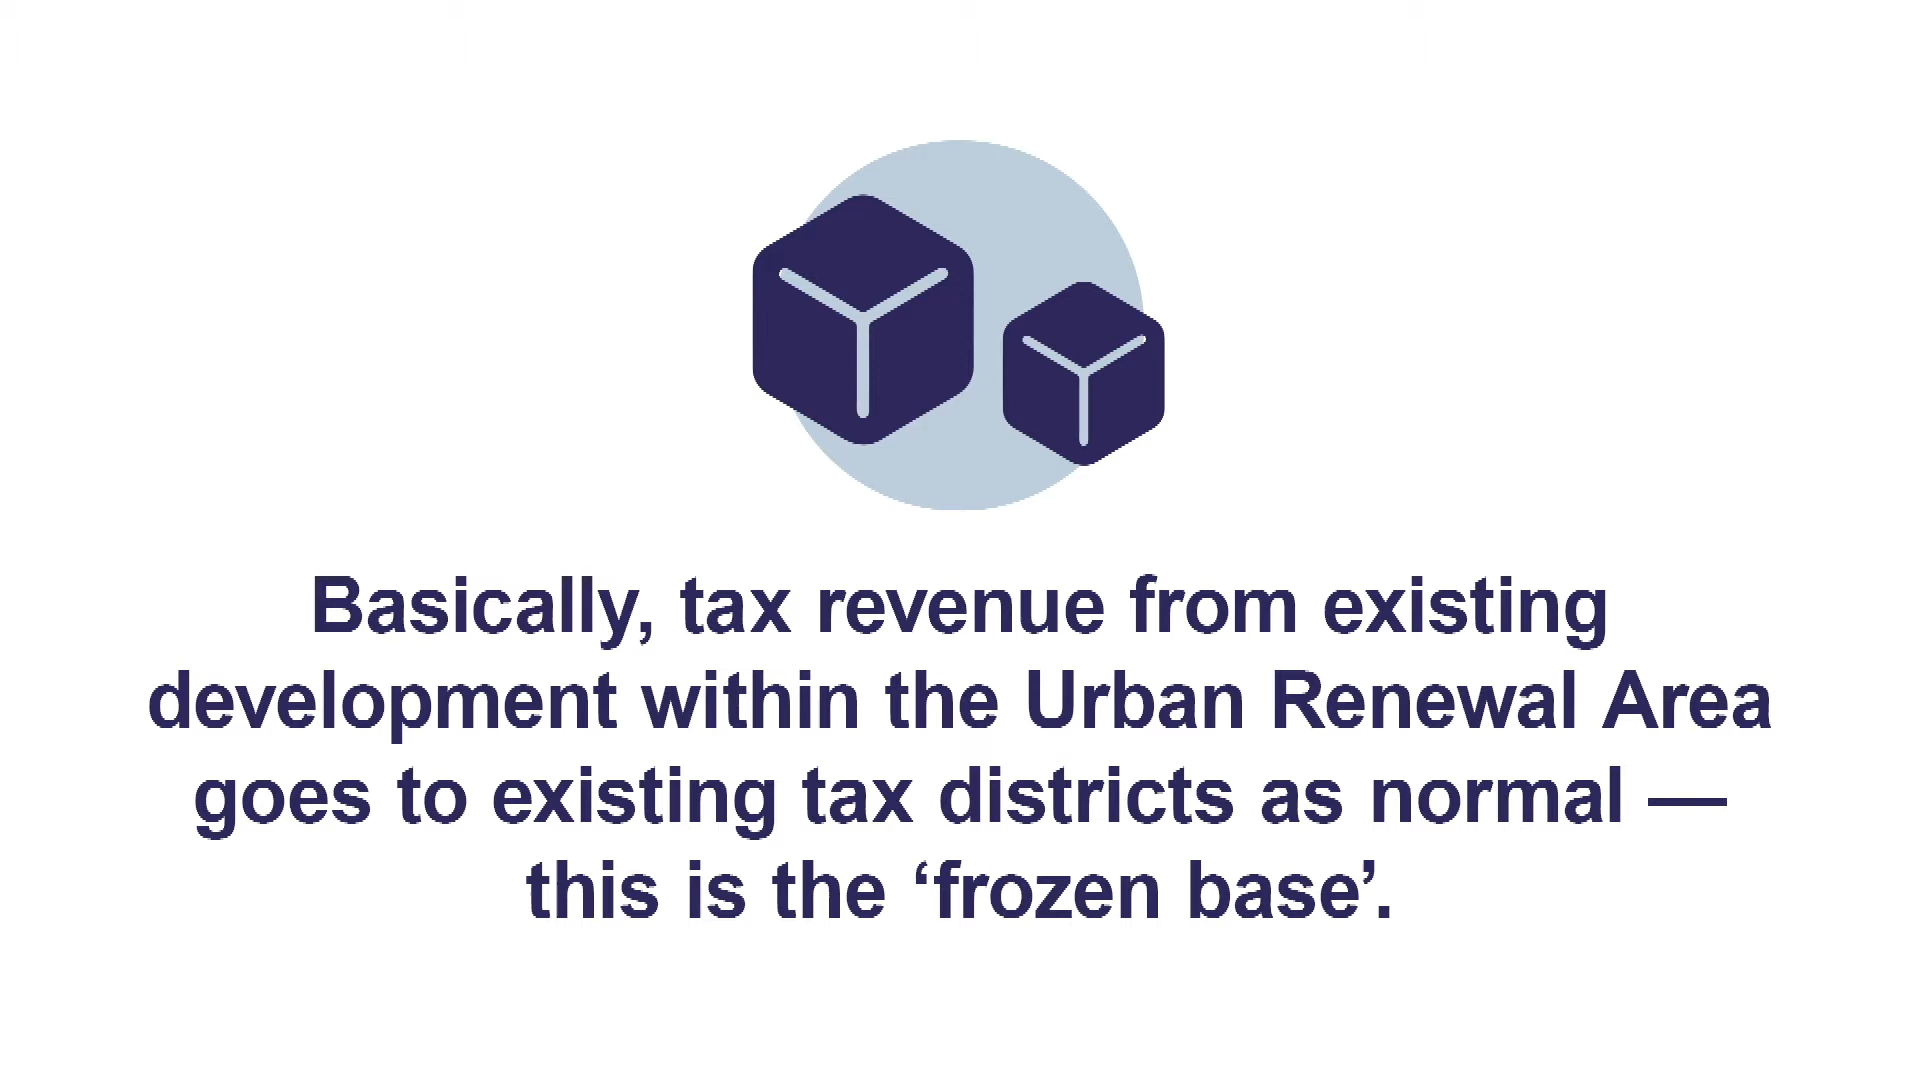 Basically, tax revenue from existing
development within the Urban Renewal Area
goes to existing tax districts as normal —
this is the ‘frozen base’.